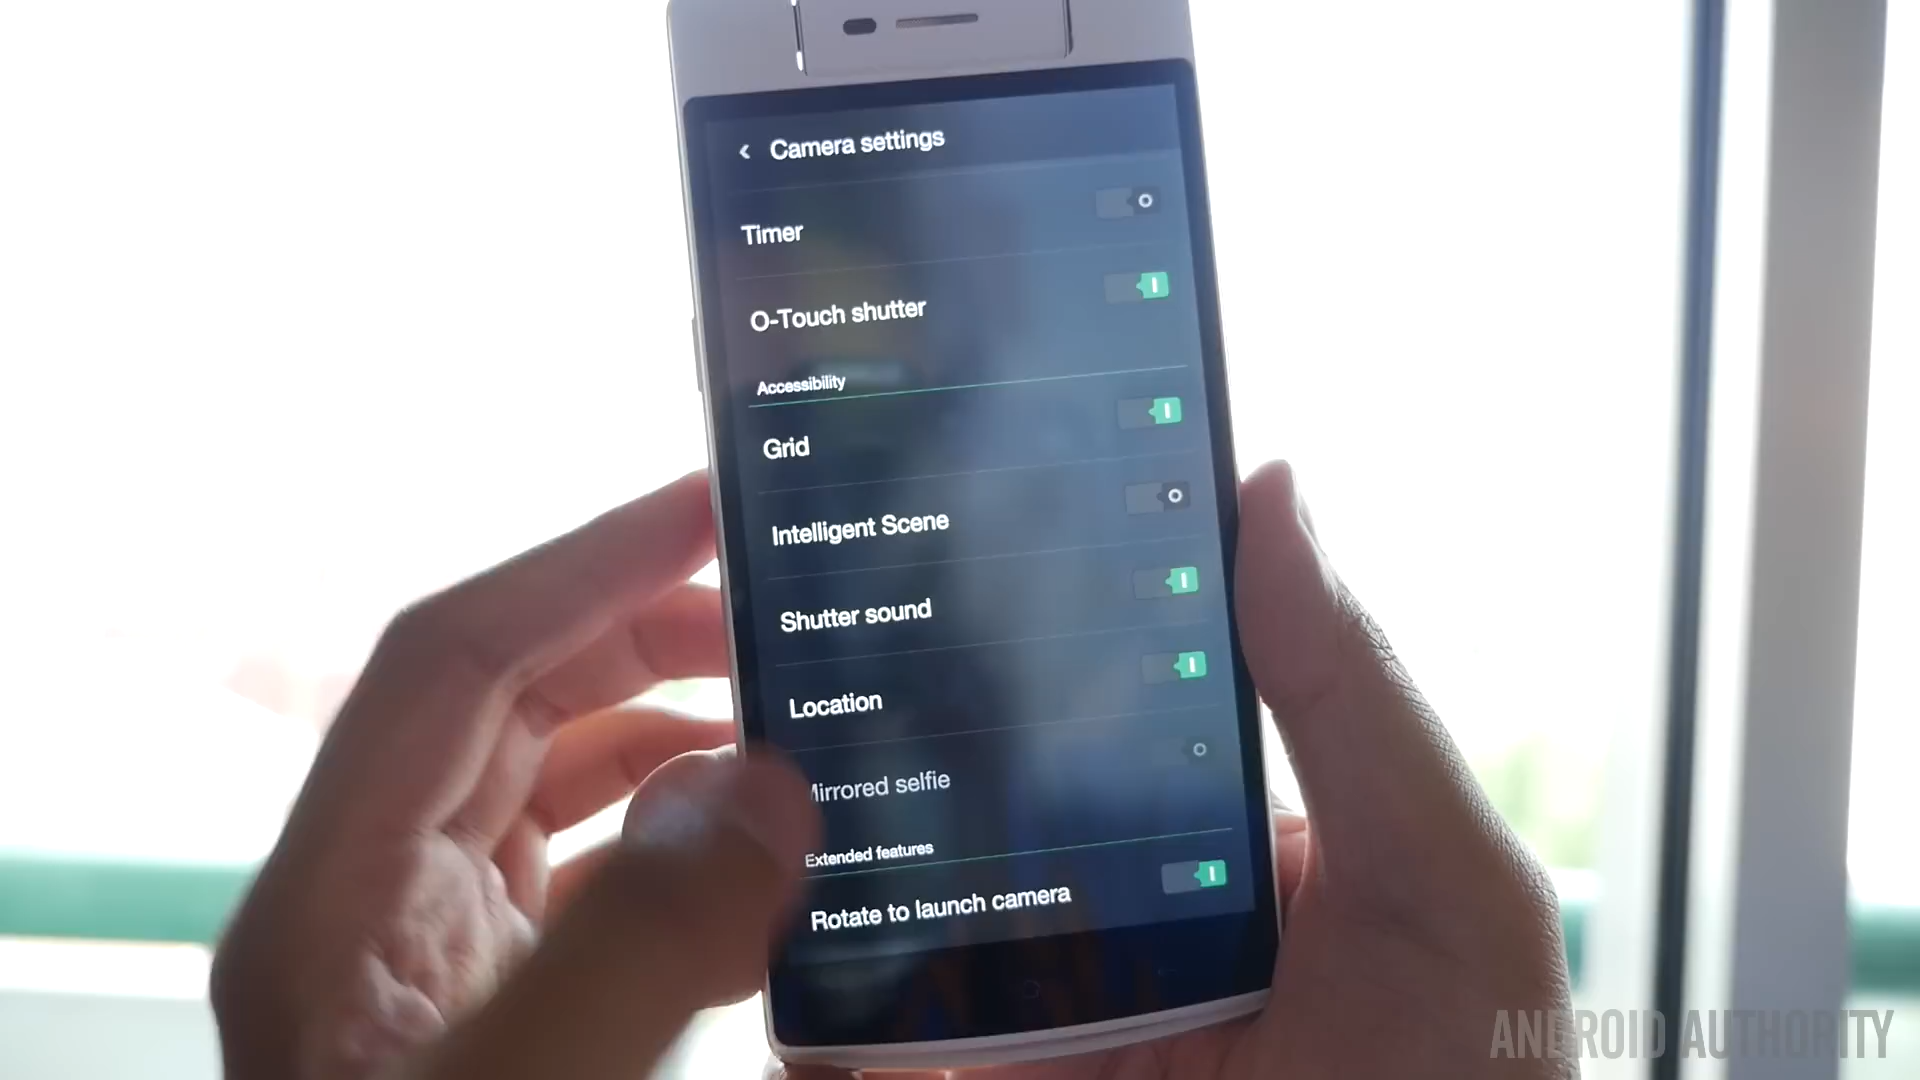 Camera settings
Timer
O-Touch shutter
Accessibility
Grid
Intelligent Scene
Shutter sound
Location
Mirrored selfie
Extended features
Rotate to launch camera
ANDROID AUTHORITY